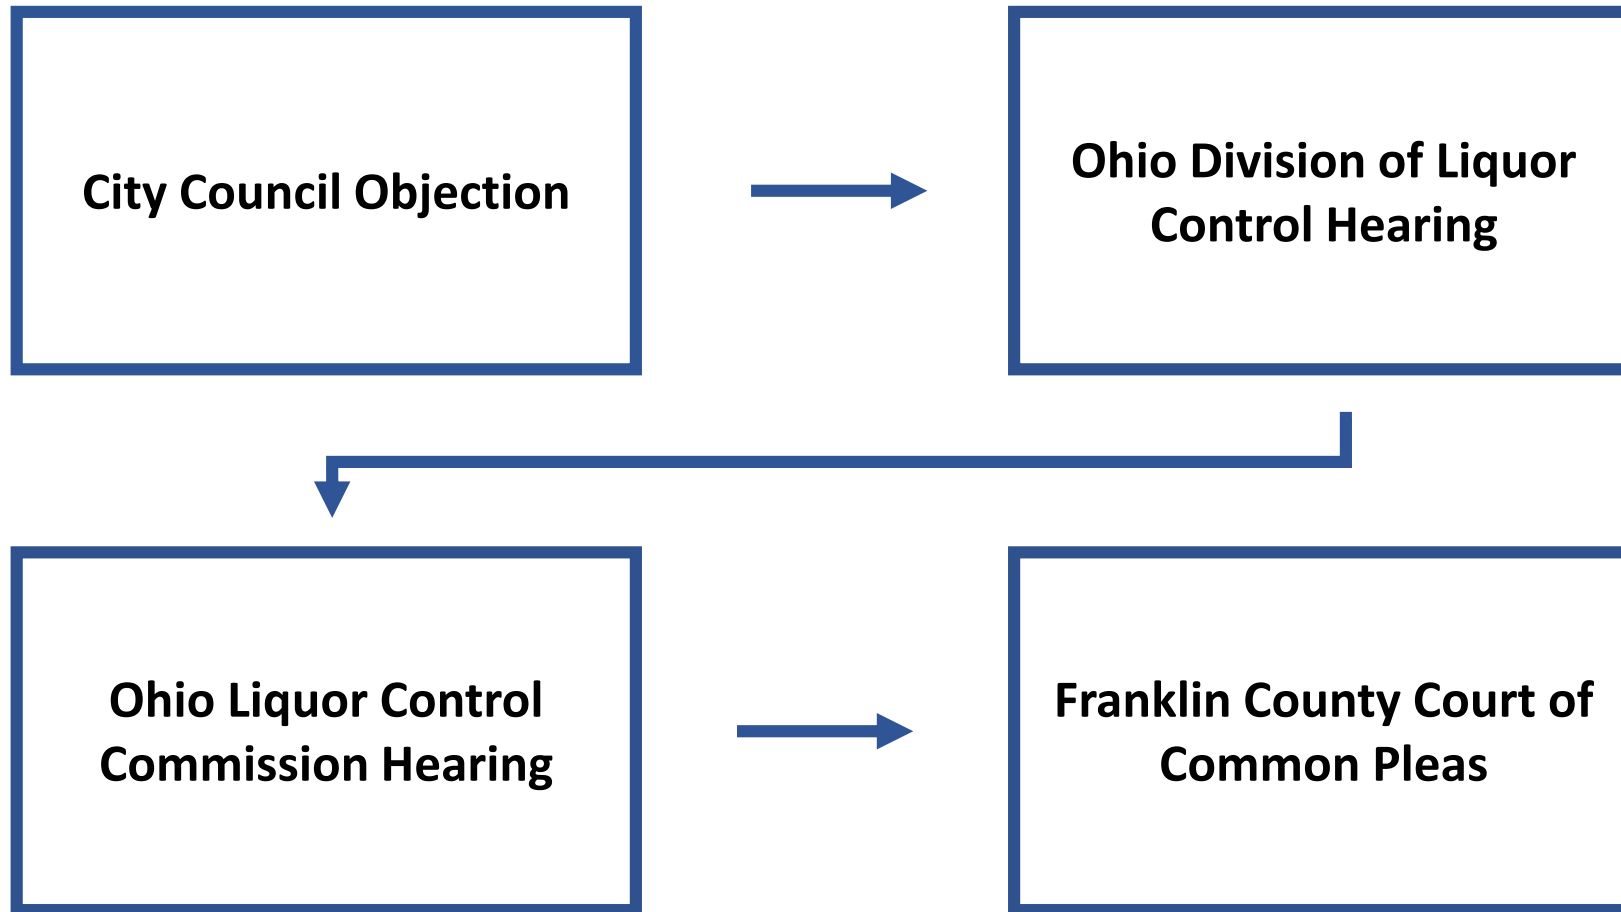 City Council Objection
Ohio Division of Liquor
Control Hearing
Ohio Liquor Control
Commission Hearing
Franklin County Court of
Common Pleas